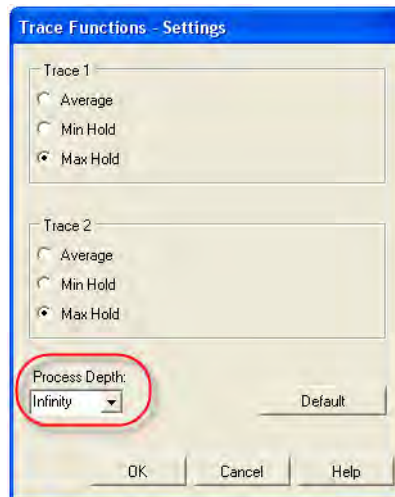 Trace Functions - Settings
Trace 1
Average
Min Hold
Max Hold
Trace 2
Average
Min Hold
Max Hold
Process Depth:
Infinity
Default
OK Cancel Help